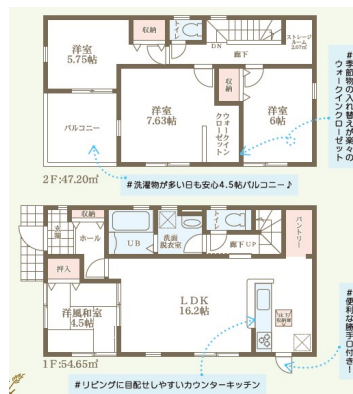 収納
トイレ
DN
廊下
ストレージ
ルーム
2.07㎡
洋室
5.75帖
洋室
7.63帖
ウォークイン
クローゼット
収納
洋室
6帖
バルコニー
#季節物の入れ替えが楽々の
ウォークインクローゼット
2F:47.20㎡
#洗濯物が多い日も安心4.5帖バルコニー♪
玄関
収納
ホール
UB
洗面
脱衣室
トイレ
廊下
UP
パントリー
押入
洋風和室
4.5帖
LDK
16.2帖
床下
収納庫
#便利な勝手口付き！
1F:54.65㎡
#リビングに目配せしやすいカウンターキッチン